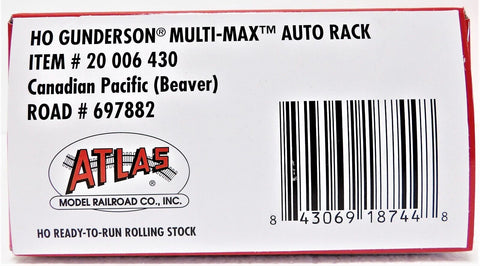 HO GUNDERSON® MULTI-MAX™ AUTO RACK
ITEM # 20 006 430
Canadian Pacific (Beaver)
ROAD # 697882
ATLAS®
MODEL RAILROAD CO., INC.
HO READY-TO-RUN ROLLING STOCK
8 43069 18744 8